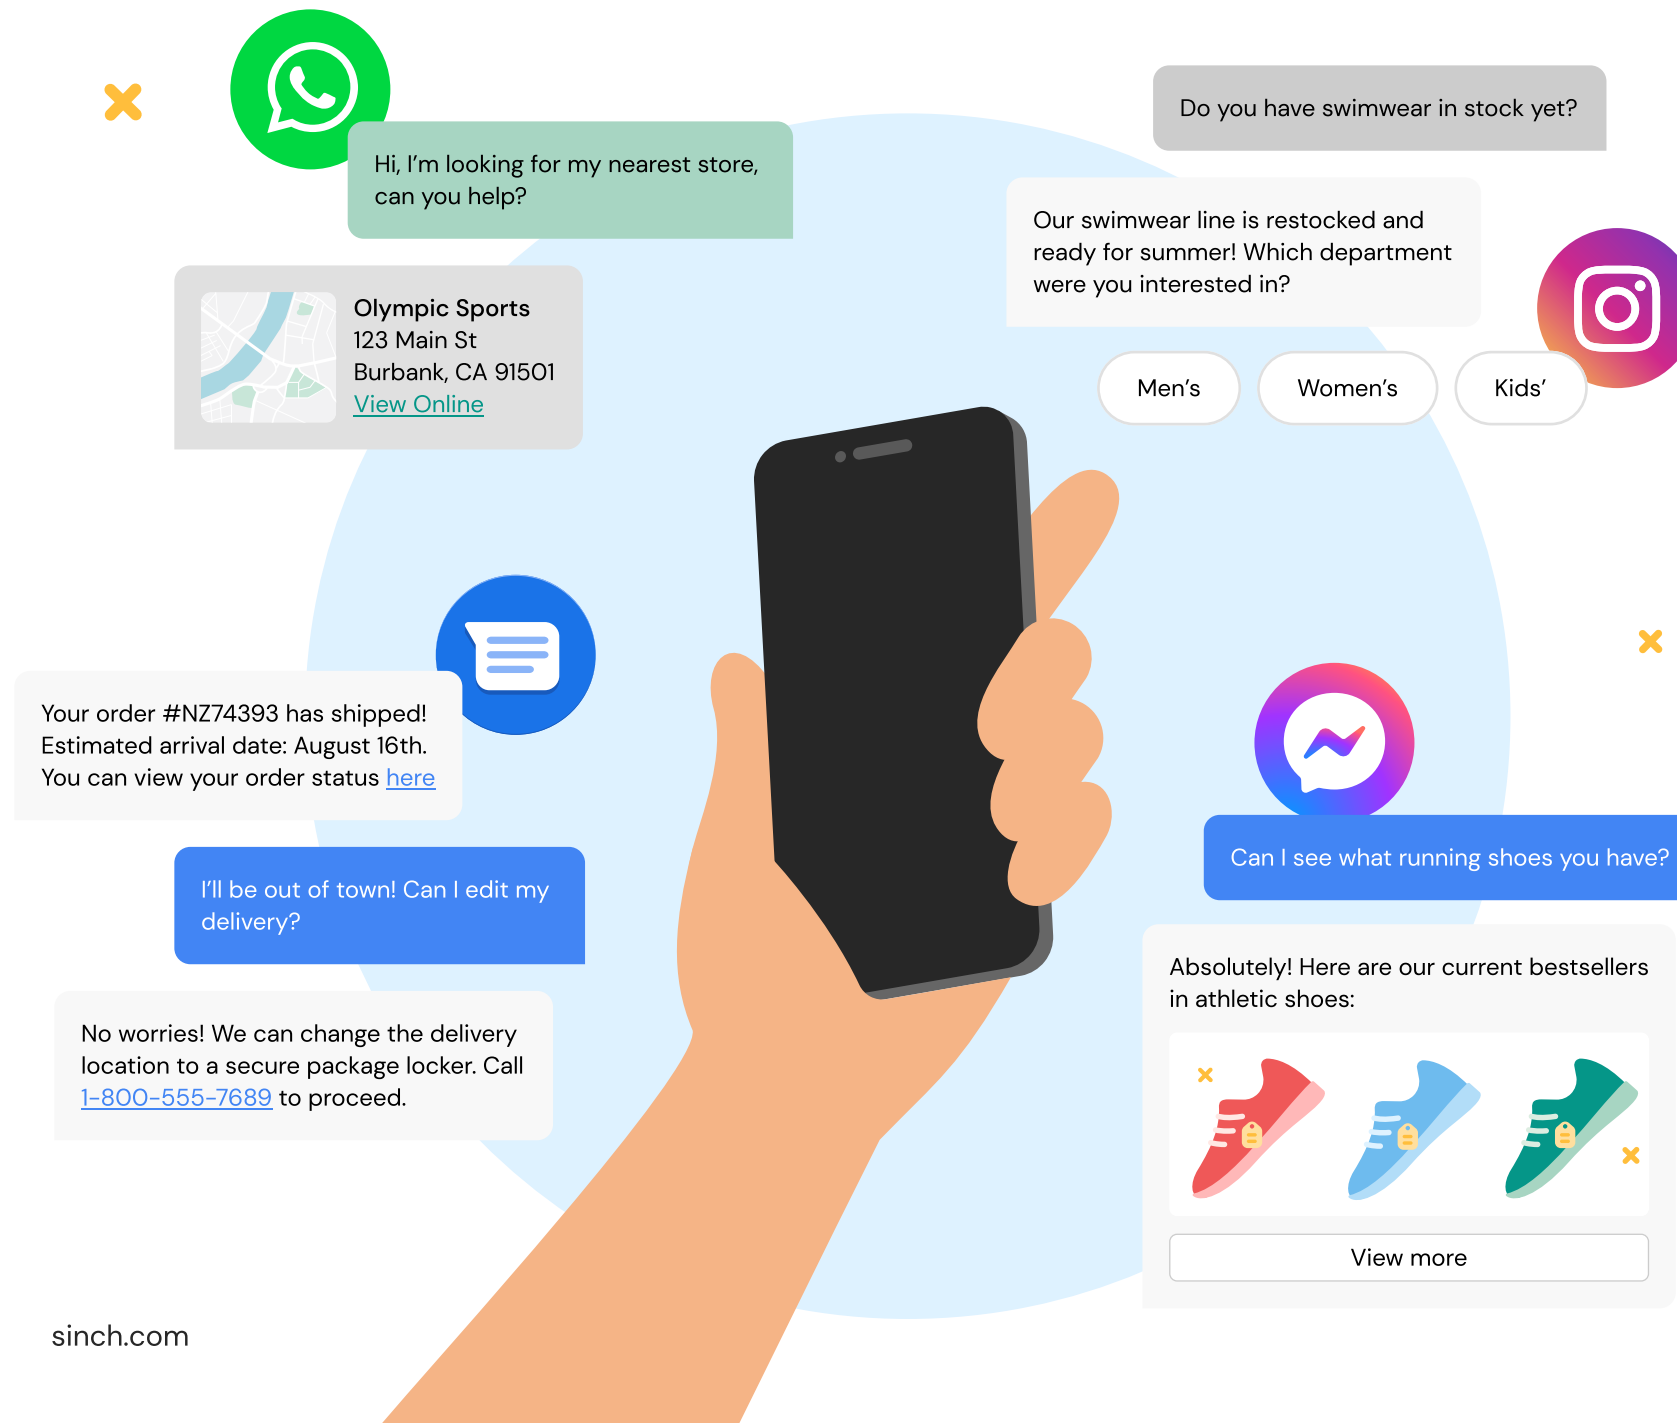 Hi, I’m looking for my nearest store,
can you help?
Olympic Sports
123 Main St
Burbank, CA 91501
View Online
Do you have swimwear in stock yet?
Our swimwear line is restocked and
ready for summer! Which department
were you interested in?
Men’s
Women’s
Kids’
Your order #NZ74393 has shipped!
Estimated arrival date: August 16th.
You can view your order status here
I’ll be out of town! Can I edit my
delivery?
No worries! We can change the delivery
location to a secure package locker. Call
1-800-555-7689 to proceed.
Can I see what running shoes you have?
Absolutely! Here are our current bestsellers
in athletic shoes:
View more
sinch.com